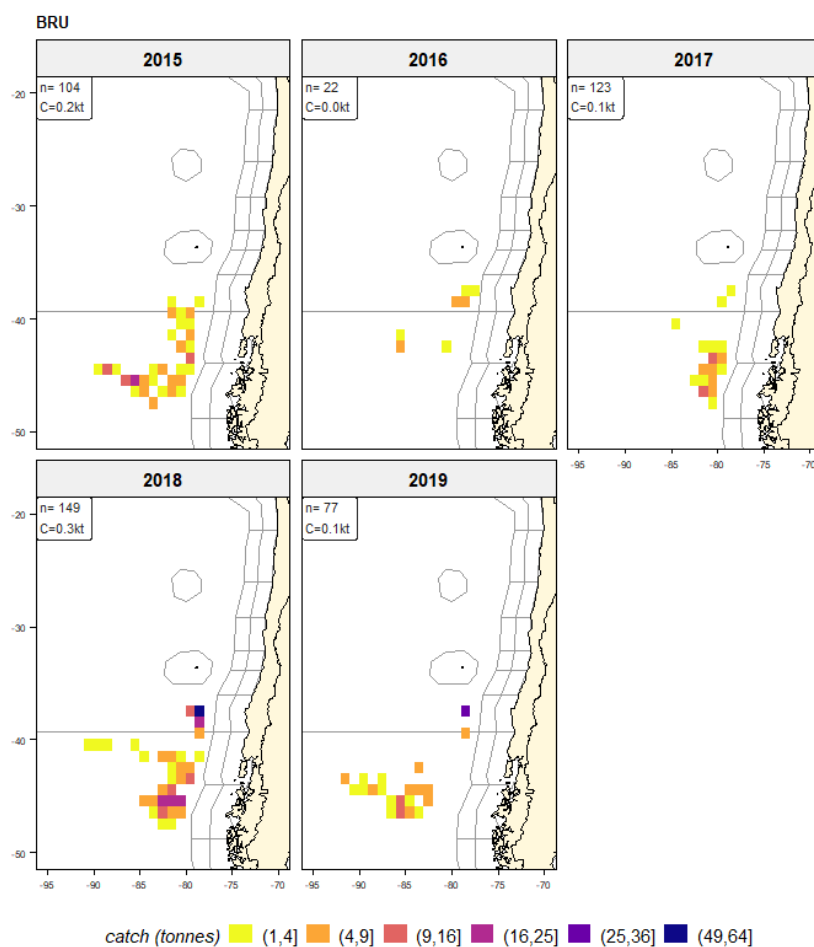 BRU
2015
2016
2017
n= 104
C=0.2kt
n= 22
C=0.0kt
n= 123
C=0.1kt
-20
-30
-40
-50
-95 -90 -85 -80 -75 -70
2018
2019
n= 149
C=0.3kt
n= 77
C=0.1kt
-20
-30
-40
-50
-95 -90 -85 -80 -75 -70
-95 -90 -85 -80 -75 -70
catch (tonnes) (1,4] (4,9] (9,16] (16,25] (25,36] (49,64]